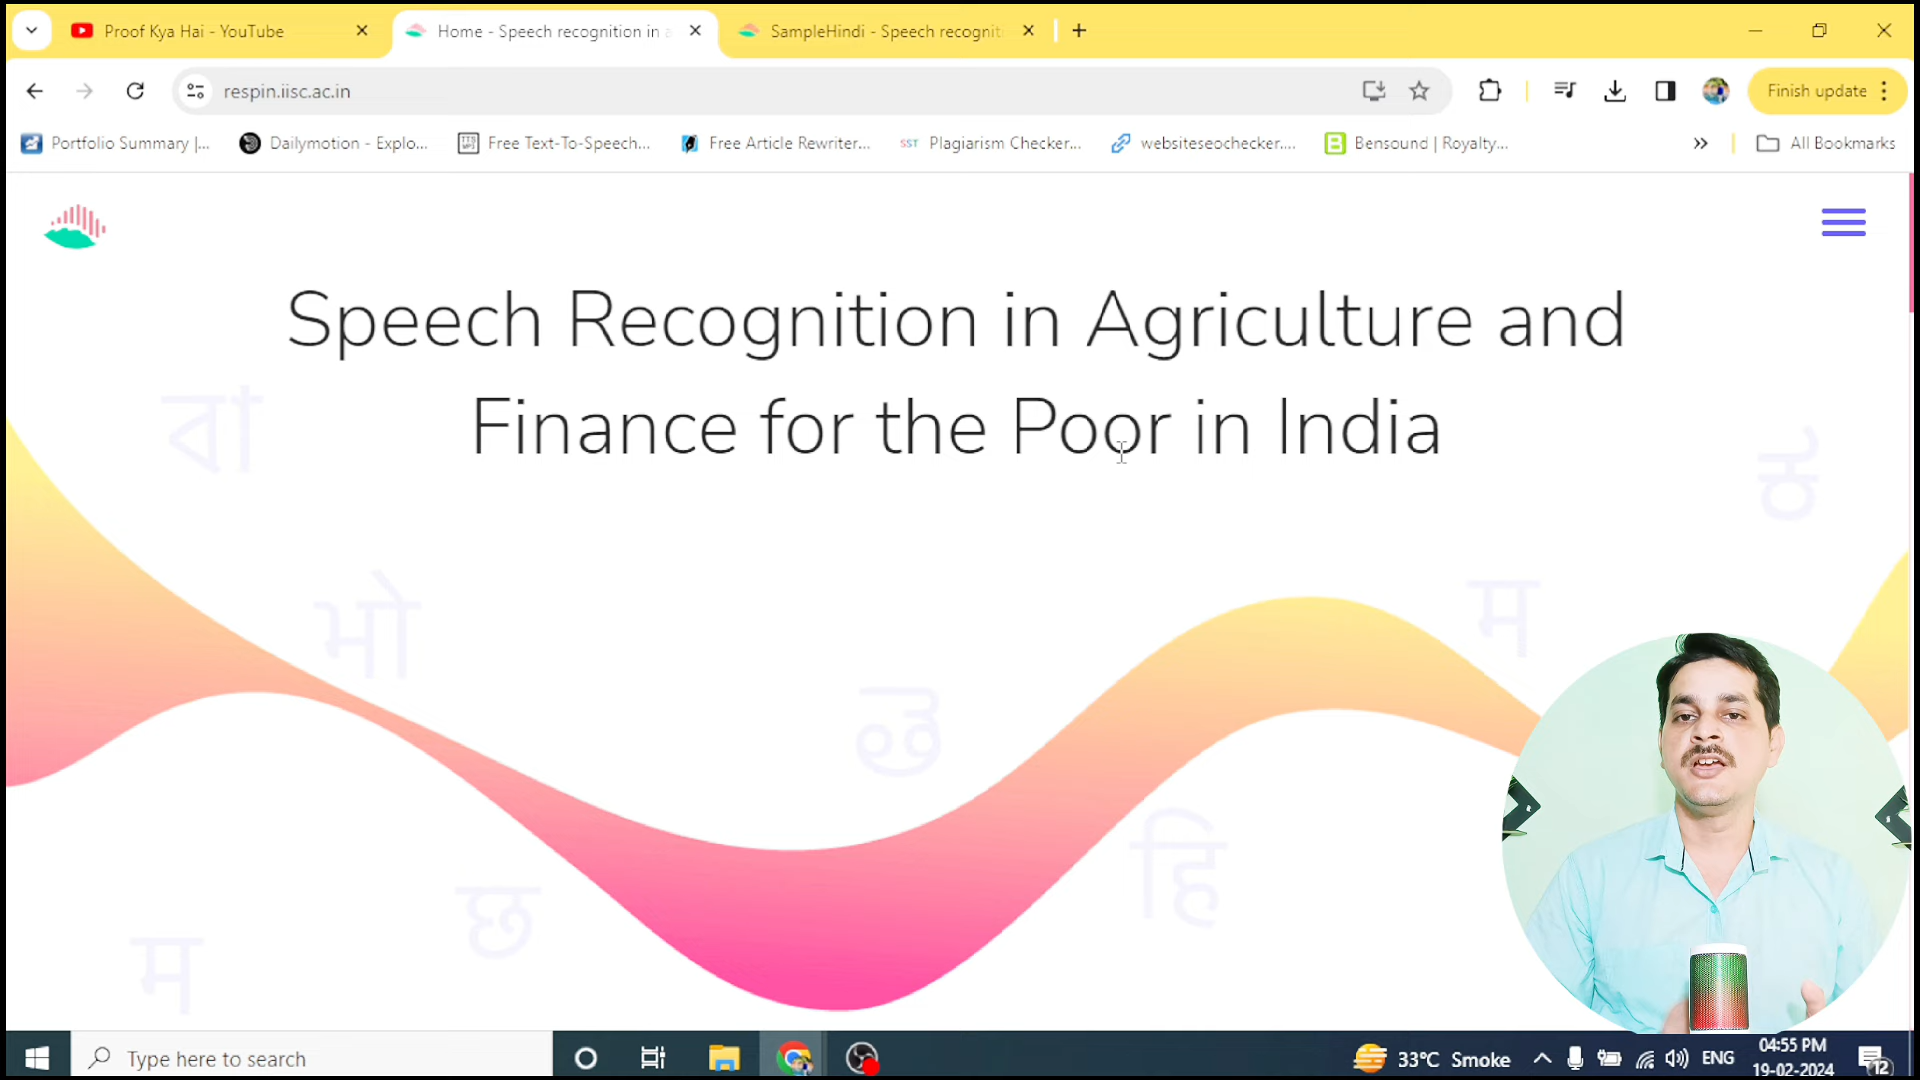 Proof Kya Hai - YouTube
Home - Speech recognition in a
SampleHindi - Speech recogniti
respin.iisc.ac.in
Finish update
Portfolio Summary |...
Dailymotion - Explo...
Free Text-To-Speech...
Free Article Rewriter...
SST Plagiarism Checker...
websiteseochecker....
B Bensound | Royalty...
All Bookmarks
Speech Recognition in Agriculture and
Finance for the Poor in India
বা
भो
म
हि
छ
म
Type here to search
33°C Smoke
ENG
04:55 PM
19-02-2024
12